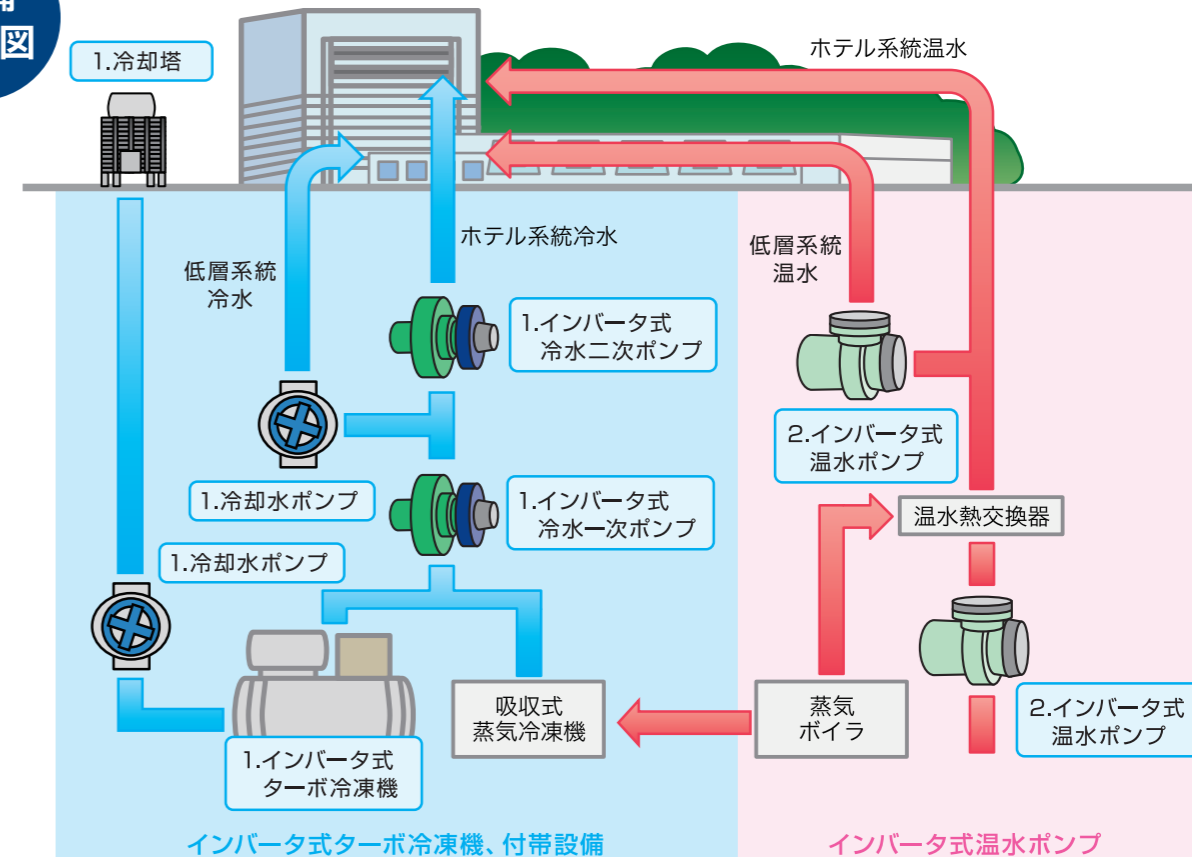 図
1.冷却塔
ホテル系統温水
ホテル系統冷水
低層系統
冷水
低層系統
温水
1.インバータ式
冷水二次ポンプ
2.インバータ式
温水ポンプ
1.冷却水ポンプ
1.インバータ式
冷水一次ポンプ
温水熱交換器
1.冷却水ポンプ
吸収式
蒸気冷凍機
蒸気
ボイラ
2.インバータ式
温水ポンプ
1.インバータ式
ターボ冷凍機
インバータ式ターボ冷凍機、付帯設備
インバータ式温水ポンプ